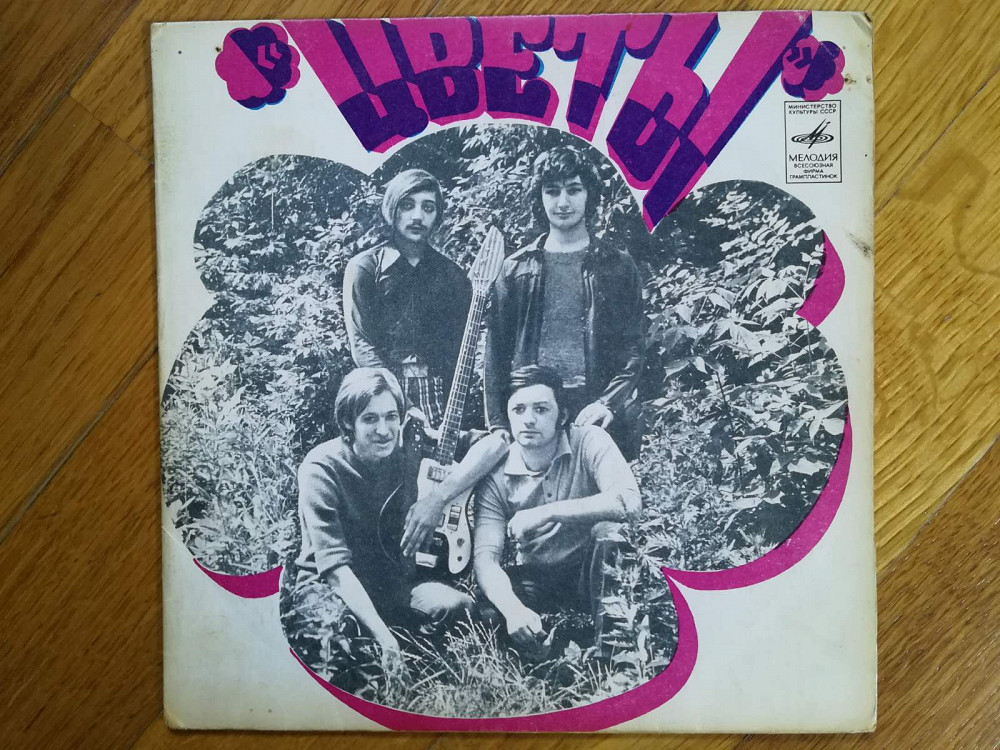 «ЦВЕТЫ»
МИНИСТЕРСТВО
КУЛЬТУРЫ СССР
МЕЛОДИЯ
ВСЕСОЮЗНАЯ
ФИРМА
ГРАМПЛАСТИНОК